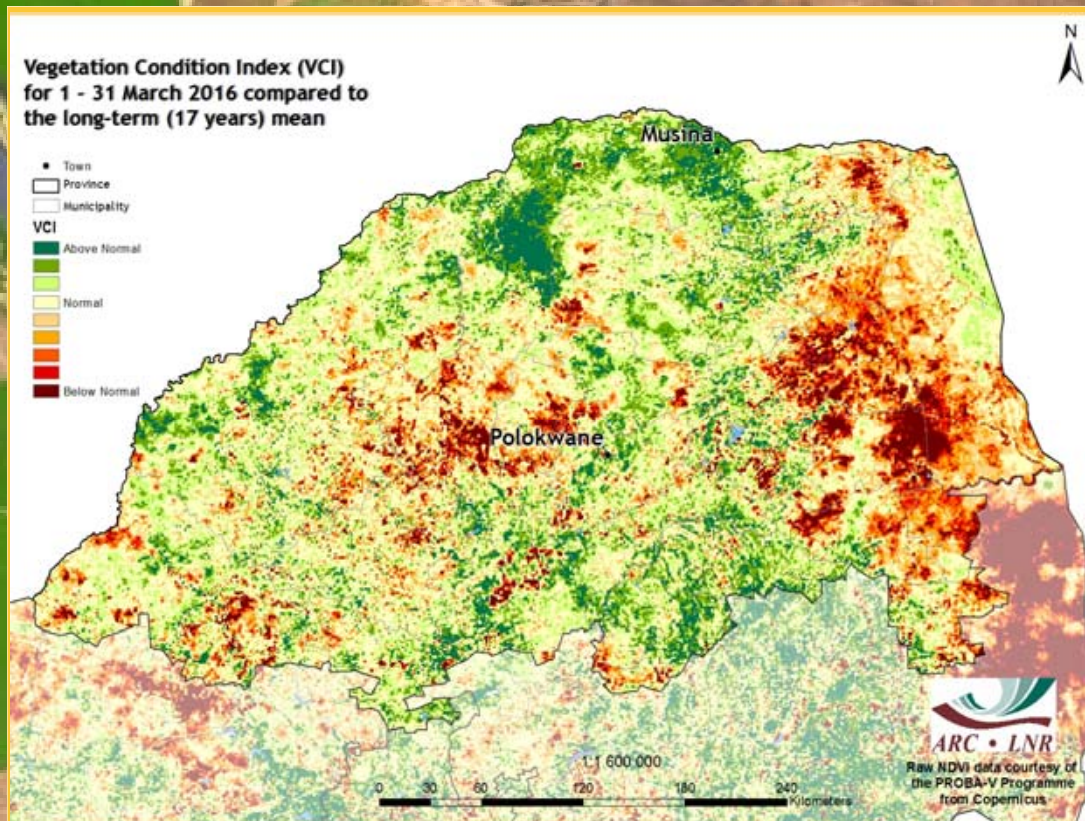 N
Vegetation Condition Index (VCI)
for 1 - 31 March 2016 compared to
the long-term (17 years) mean
Town
Province
Municipality
VCI
Above Normal
Normal
Below Normal
Musina
Polokwane
ARC • LNR
Raw NDVI data courtesy of
the PROBA-V Programme
from Copernicus
1:1 600 000
0 30 60 120 180 240
Kilometers